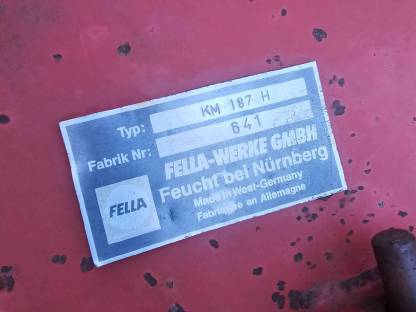 Typ: KM 187 H
Fabrik Nr: 641
FELLA-WERKE GMBH
Feucht bei Nürnberg
Made in West-Germany
Fabriquee en Allemagne
FELLA